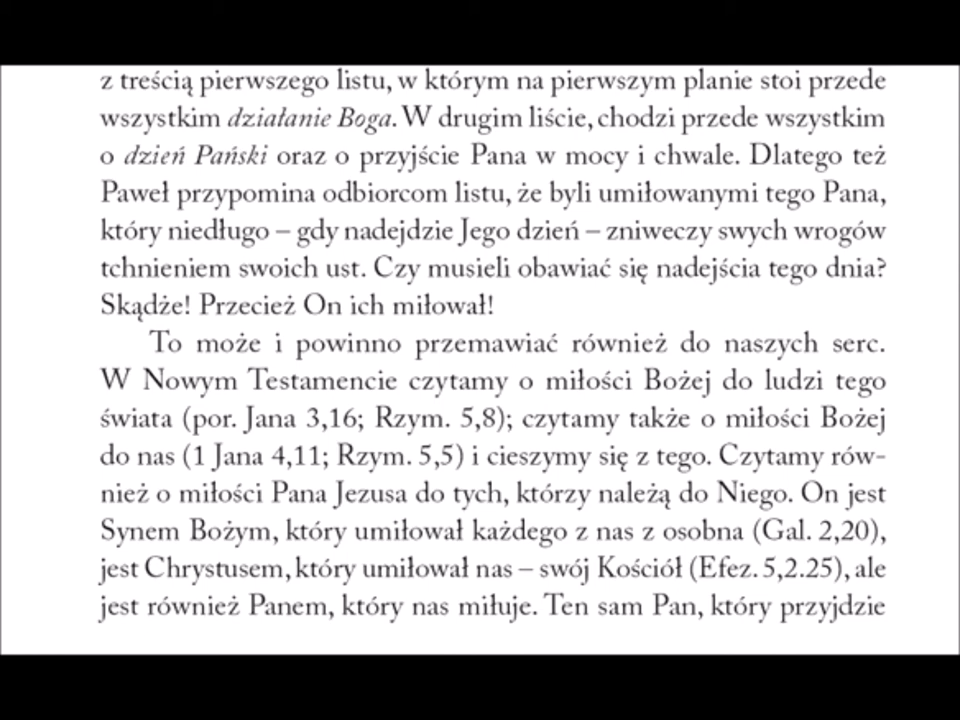 z treścią pierwszego listu, w którym na pierwszym planie stoi przede
wszystkim działanie Boga. W drugim liście, chodzi przede wszystkim
o dzień Pański oraz o przyjście Pana w mocy i chwale. Dlatego też
Paweł przypomina odbiorcom listu, że byli umiłowanymi tego Pana,
który niedługo – gdy nadejdzie Jego dzień – zniweczy swych wrogów
tchnieniem swoich ust. Czy musieli obawiać się nadejścia tego dnia?
Skądże! Przecież On ich miłował!
To może i powinno przemawiać również do naszych serc.
W Nowym Testamencie czytamy o miłości Bożej do ludzi tego
świata (por. Jana 3,16; Rzym. 5,8); czytamy także o miłości Bożej
do nas (1 Jana 4,11; Rzym. 5,5) i cieszymy się z tego. Czytamy rów-
nież o miłości Pana Jezusa do tych, którzy należą do Niego. On jest
Synem Bożym, który umiłował każdego z nas z osobna (Gal. 2,20),
jest Chrystusem, który umiłował nas – swój Kościół (Efez. 5,2.25), ale
jest również Panem, który nas miłuje. Ten sam Pan, który przyjdzie